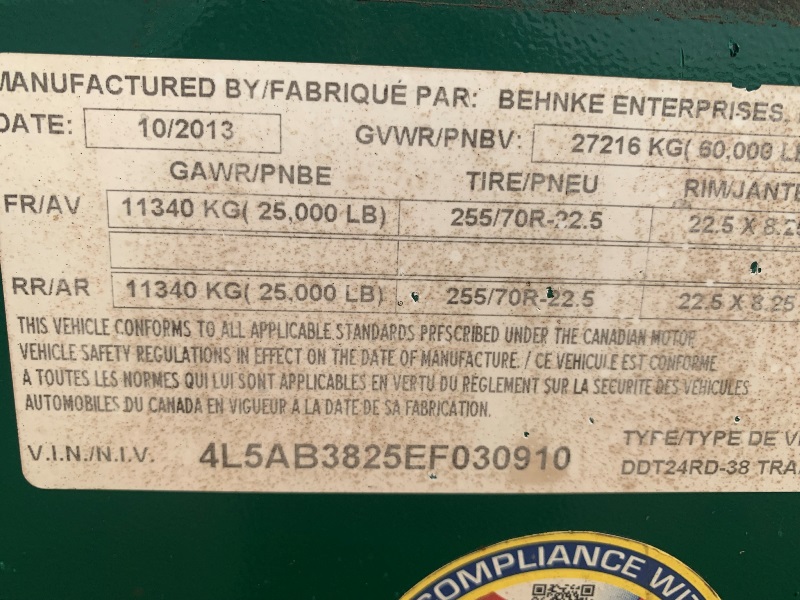 MANUFACTURED BY/FABRIQUÉ PAR: BEHNKE ENTERPRISES,
DATE: 10/2013 GVWR/PNBV: 27216 KG( 60,000 LB
GAWR/PNBE TIRE/PNEU RIM/JANTE
FR/AV 11340 KG( 25,000 LB) 255/70R-22.5 22.5 X 8.25
RR/AR 11340 KG( 25,000 LB) 255/70R-22.5 22.5 X 8.25
THIS VEHICLE CONFORMS TO ALL APPLICABLE STANDARDS PRESCRIBED UNDER THE CANADIAN MOTOR
VEHICLE SAFETY REGULATIONS IN EFFECT ON THE DATE OF MANUFACTURE. / CE VEHICULE EST CONFORME
A TOUTES LES NORMES QUI LUI SONT APPLICABLES EN VERTU DU RÈGLEMENT SUR LA SECURITE DES VEHICULES
AUTOMOBILES DU CANADA EN VIGUEUR A LA DATE DE SA FABRICATION.
TYPE/TYPE DE V
V.I.N./N.I.V. 4L5AB3825EF030910 DDT24RD-38 TRA
COMPLIANCE WIT